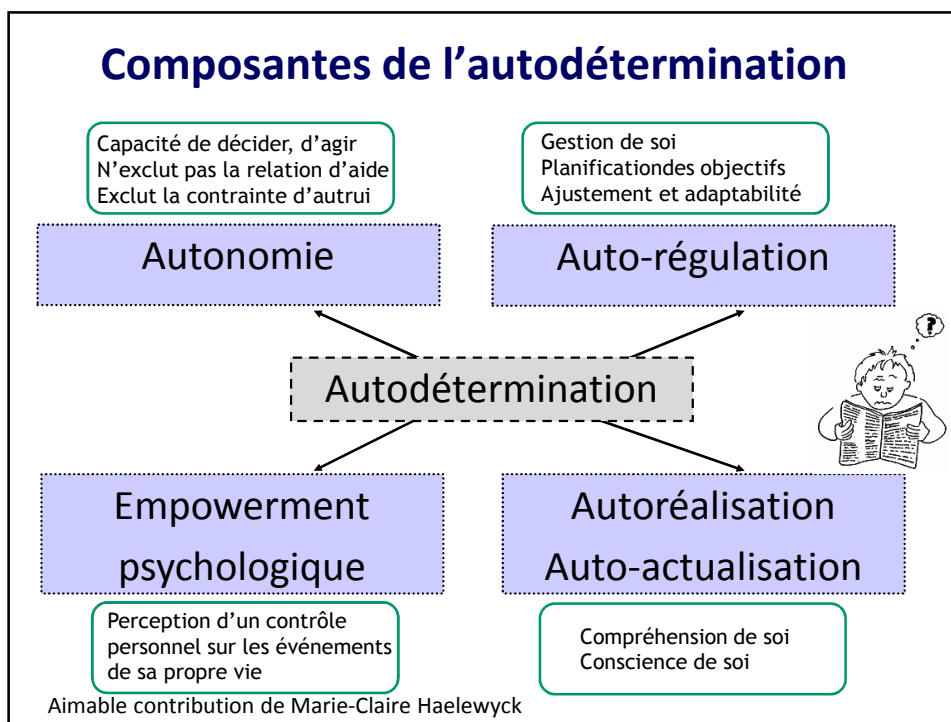 Composantes de l'autodétermination
Capacité de décider, d'agir
N'exclut pas la relation d'aide
Exclut la contrainte d'autrui
Gestion de soi
Planificationdes objectifs
Ajustement et adaptabilité
Autonomie
Auto-régulation
?
Autodétermination
Empowerment
psychologique
Autoréalisation
Auto-actualisation
Perception d'un contrôle
personnel sur les événements
de sa propre vie
Compréhension de soi
Conscience de soi
Aimable contribution de Marie-Claire Haelewyck